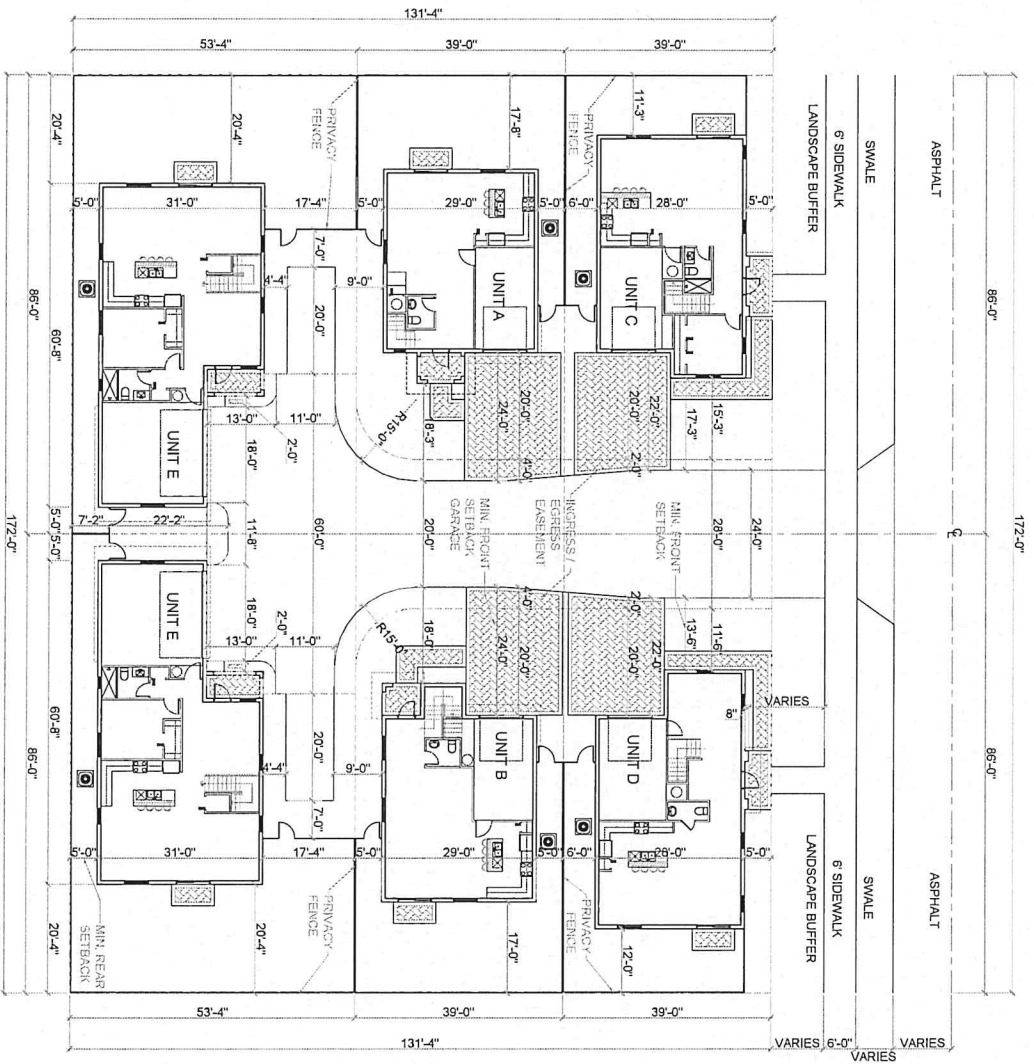 131'-4"
53'-4"
39'-0"
39'-0"
20'-4"
20'-4"
PRIVACY
FENCE
17'-8"
PRIVACY
FENCE
11'-3"
LANDSCAPE BUFFER
6' SIDEWALK
SWALE
ASPHALT
5'-0"
31'-0"
17'-4"
5'-0"
29'-0"
5'-0"
6'-0"
28'-0"
5'-0"
7'-0"
4'-4"
20'-0"
9'-0"
UNIT A
UNIT C
86'-0"
60'-8"
86'-0"
172'-0"
172'-0"
UNIT E
13'-0"
11'-0"
2'-0"
18'-0"
R15'-0"
18'-3"
24'-0"
20'-0"
4'-0"
20'-0"
22'-0"
2'-0"
17'-3"
15'-3"
5'-0"
5'-0"
7'-2"
22'-2"
11'-8"
60'-0"
20'-0"
MIN. FRONT
SETBACK
GARAGE
INGRESS /
EGRESS
EASEMENT
MIN. FRONT
SETBACK
28'-0"
24'-0"
CL
UNIT E
18'-0"
2'-0"
13'-0"
11'-0"
R15'-0"
18'-0"
4'-0"
24'-0"
20'-0"
2'-0"
22'-0"
20'-0"
13'-6"
11'-6"
VARIES
8"
UNIT B
UNIT D
60'-8"
86'-0"
86'-0"
20'-0"
4'-4"
9'-0"
7'-0"
5'-0"
31'-0"
17'-4"
5'-0"
29'-0"
5'-0"
6'-0"
28'-0"
5'-0"
LANDSCAPE BUFFER
6' SIDEWALK
SWALE
ASPHALT
MIN. REAR
SETBACK
20'-4"
20'-4"
PRIVACY
FENCE
17'-0"
PRIVACY
FENCE
12'-0"
53'-4"
39'-0"
39'-0"
131'-4"
VARIES
6'-0"
VARIES
VARIES